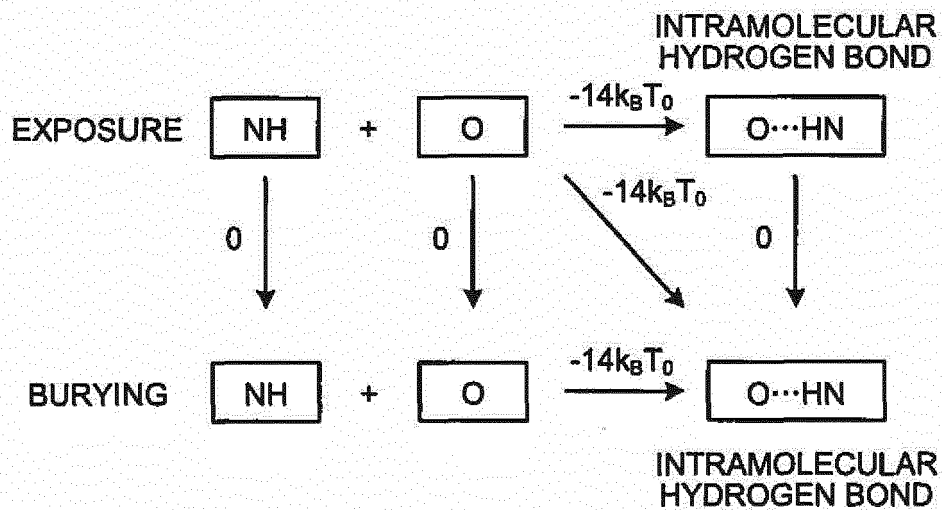 INTRAMOLECULAR
HYDROGEN BOND
-14kBT0
EXPOSURE NH + O O···HN
-14kBT0
0 0 0
-14kBT0
BURYING NH + O O···HN
INTRAMOLECULAR
HYDROGEN BOND